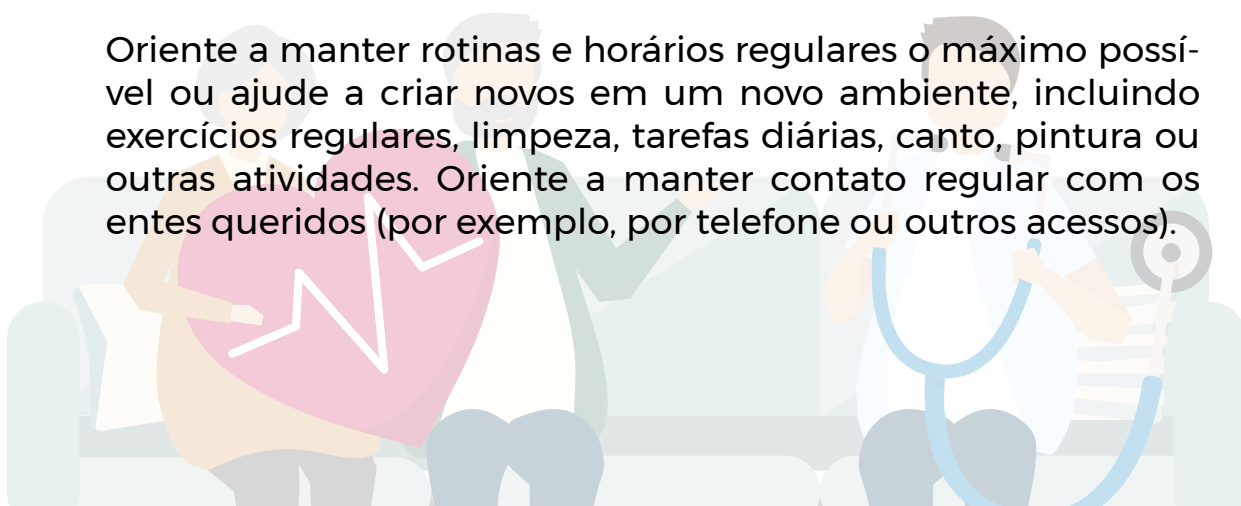 Oriente a manter rotinas e horários regulares o máximo possí-
vel ou ajude a criar novos em um novo ambiente, incluindo
exercícios regulares, limpeza, tarefas diárias, canto, pintura ou
outras atividades. Oriente a manter contato regular com os
entes queridos (por exemplo, por telefone ou outros acessos).